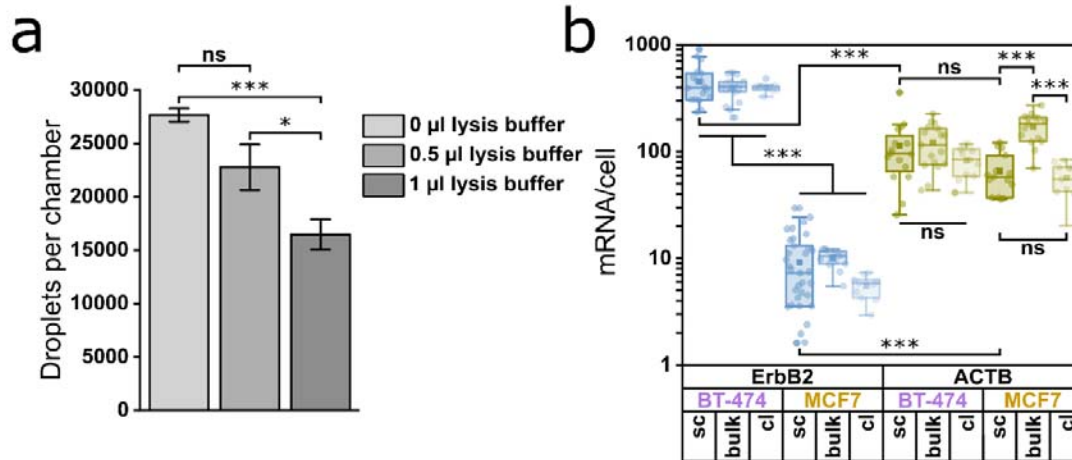 a
ns
***
*
30000
25000
20000
15000
10000
5000
0
Droplets per chamber
0 µl lysis buffer
0.5 µl lysis buffer
1 µl lysis buffer
b
1000
100
10
1
mRNA/cell
***
ns
***
***
***
ns
ns
***
ErbB2 ACTB
BT-474 MCF7 BT-474 MCF7
sc bulk cl sc bulk cl sc bulk cl sc bulk cl